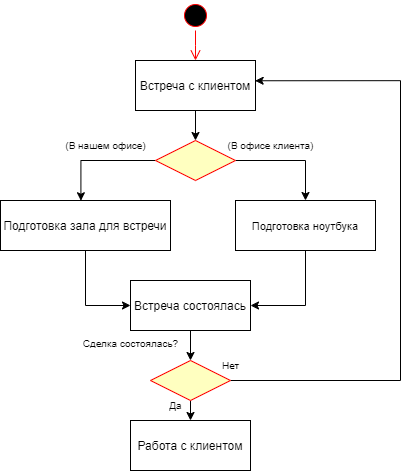 Встреча с клиентом
(В нашем офисе)
(В офисе клиента)
Подготовка зала для встречи
Подготовка ноутбука
Встреча состоялась
Сделка состоялась?
Нет
Да
Работа с клиентом